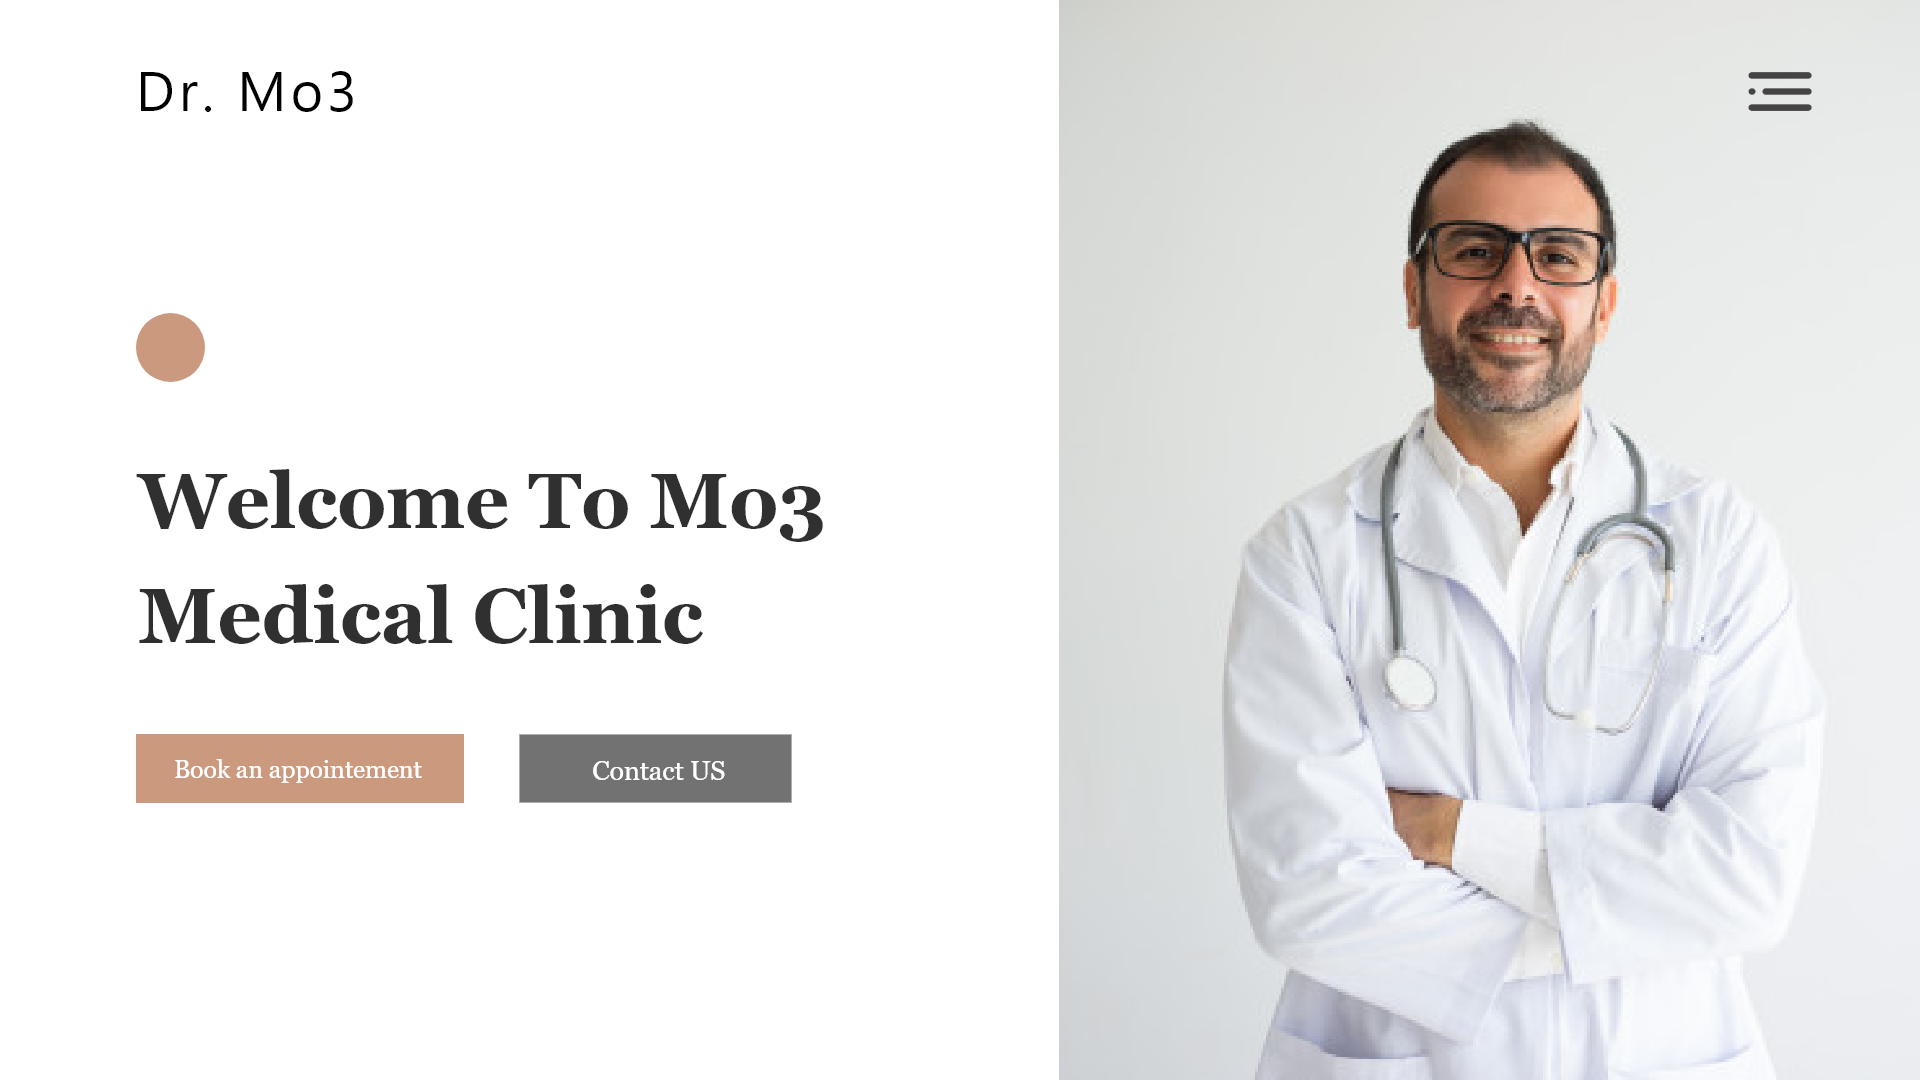 Dr. Mo3
Welcome To Mo3
Medical Clinic
Book an appointement
Contact US